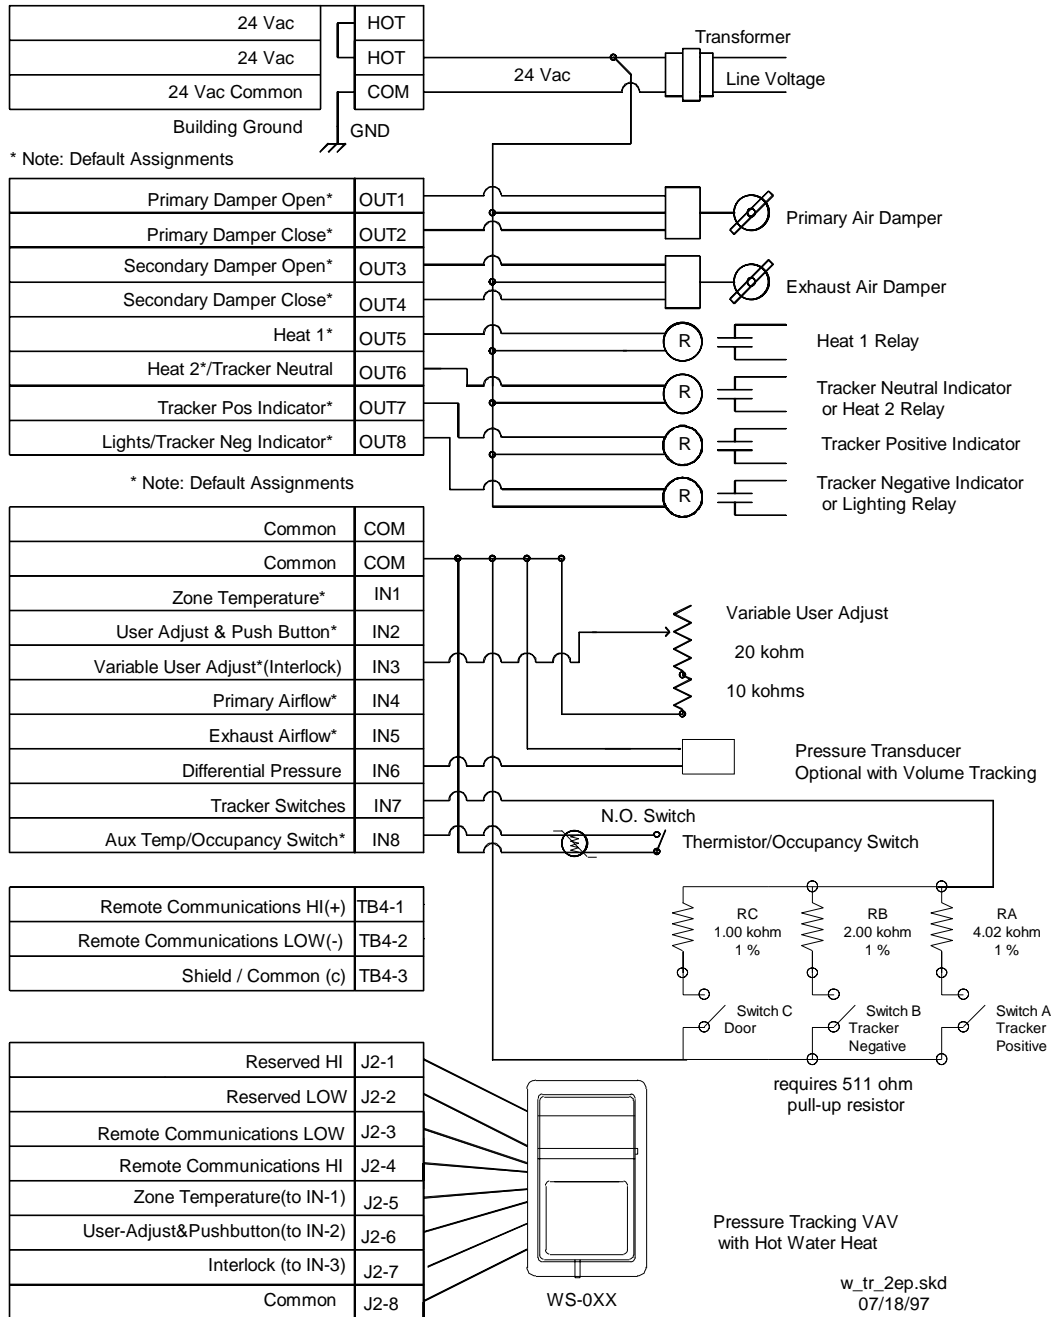 24 Vac HOT
24 Vac HOT
24 Vac Common COM
Transformer
24 Vac
Line Voltage
Building Ground
GND
* Note: Default Assignments
Primary Damper Open* OUT1
Primary Damper Close* OUT2
Secondary Damper Open* OUT3
Secondary Damper Close* OUT4
Heat 1* OUT5
Heat 2*/Tracker Neutral OUT6
Tracker Pos Indicator* OUT7
Lights/Tracker Neg Indicator* OUT8
Primary Air Damper
Exhaust Air Damper
R
Heat 1 Relay
R
Tracker Neutral Indicator
or Heat 2 Relay
R
Tracker Positive Indicator
R
Tracker Negative Indicator
or Lighting Relay
* Note: Default Assignments
Common COM
Common COM
Zone Temperature* IN1
User Adjust & Push Button* IN2
Variable User Adjust*(Interlock) IN3
Primary Airflow* IN4
Exhaust Airflow* IN5
Differential Pressure IN6
Tracker Switches IN7
Aux Temp/Occupancy Switch* IN8
Variable User Adjust
20 kohm
10 kohms
Pressure Transducer
Optional with Volume Tracking
N.O. Switch
Thermistor/Occupancy Switch
Remote Communications HI(+) TB4-1
Remote Communications LOW(-) TB4-2
Shield / Common (c) TB4-3
RC
1.00 kohm
1 %
RB
2.00 kohm
1 %
RA
4.02 kohm
1 %
Switch C
Door
Switch B
Tracker
Negative
Switch A
Tracker
Positive
requires 511 ohm
pull-up resistor
Reserved HI J2-1
Reserved LOW J2-2
Remote Communications LOW J2-3
Remote Communications HI J2-4
Zone Temperature(to IN-1) J2-5
User-Adjust&Pushbutton(to IN-2) J2-6
Interlock (to IN-3) J2-7
Common J2-8
WS-0XX
Pressure Tracking VAV
with Hot Water Heat
w_tr_2ep.skd
07/18/97